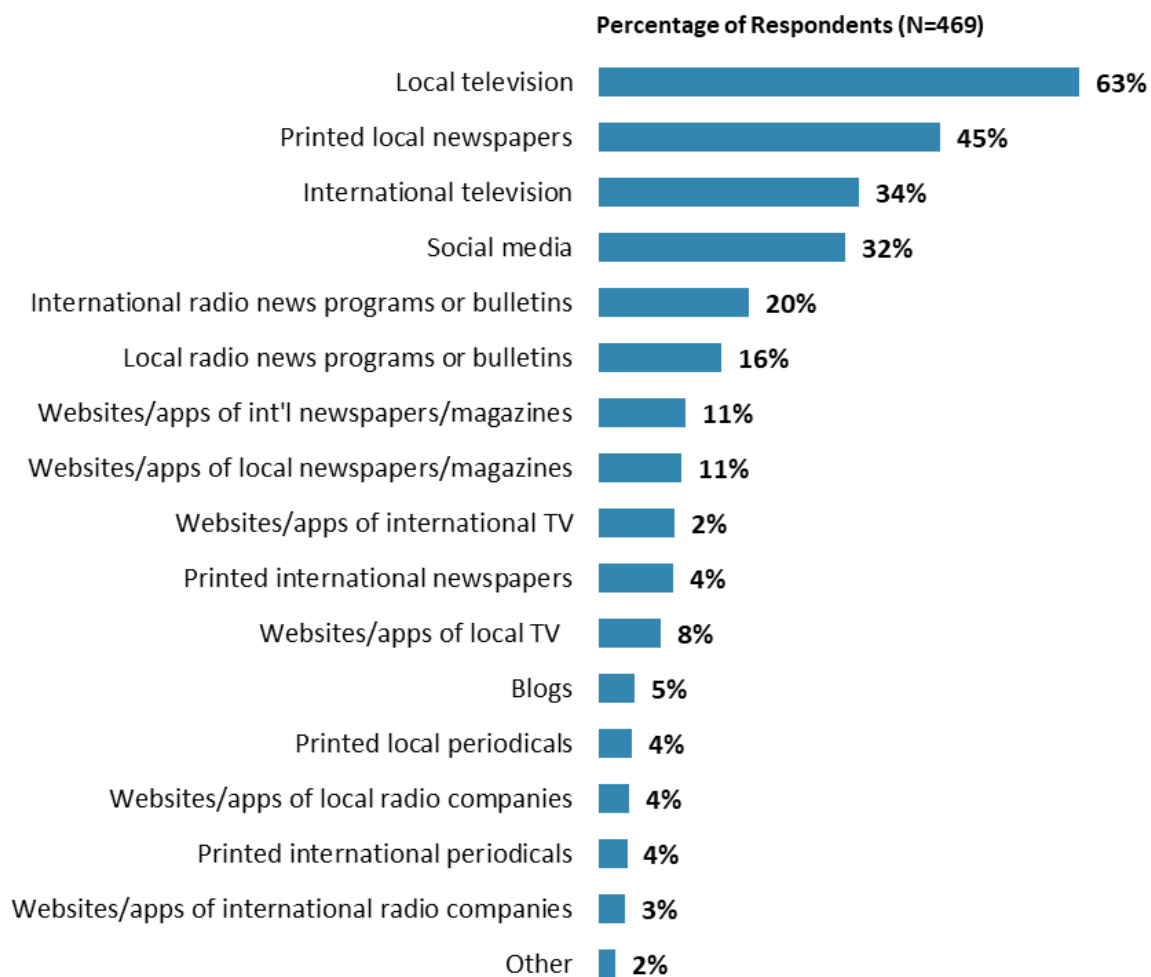 Percentage of Respondents (N=469)
Local television 63%
Printed local newspapers 45%
International television 34%
Social media 32%
International radio news programs or bulletins 20%
Local radio news programs or bulletins 16%
Websites/apps of int'l newspapers/magazines 11%
Websites/apps of local newspapers/magazines 11%
Websites/apps of international TV 2%
Printed international newspapers 4%
Websites/apps of local TV 8%
Blogs 5%
Printed local periodicals 4%
Websites/apps of local radio companies 4%
Printed international periodicals 4%
Websites/apps of international radio companies 3%
Other 2%